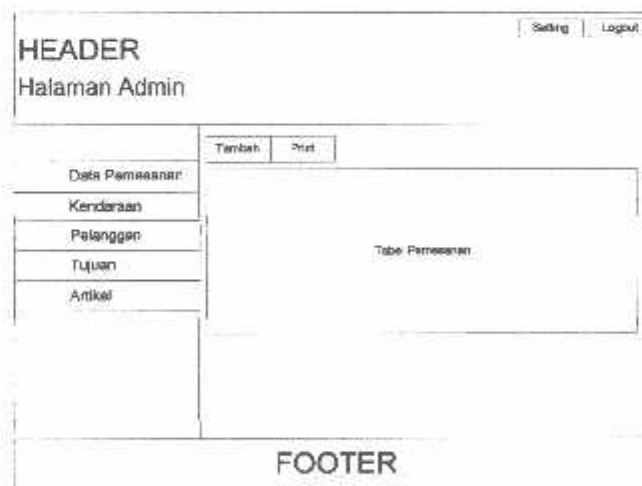 Setting Logout
HEADER
Halaman Admin
Tambah Print
Data Pemesanan
Kendaraan
Pelanggan
Tujuan
Artikel
Tabel Pemesanan
FOOTER